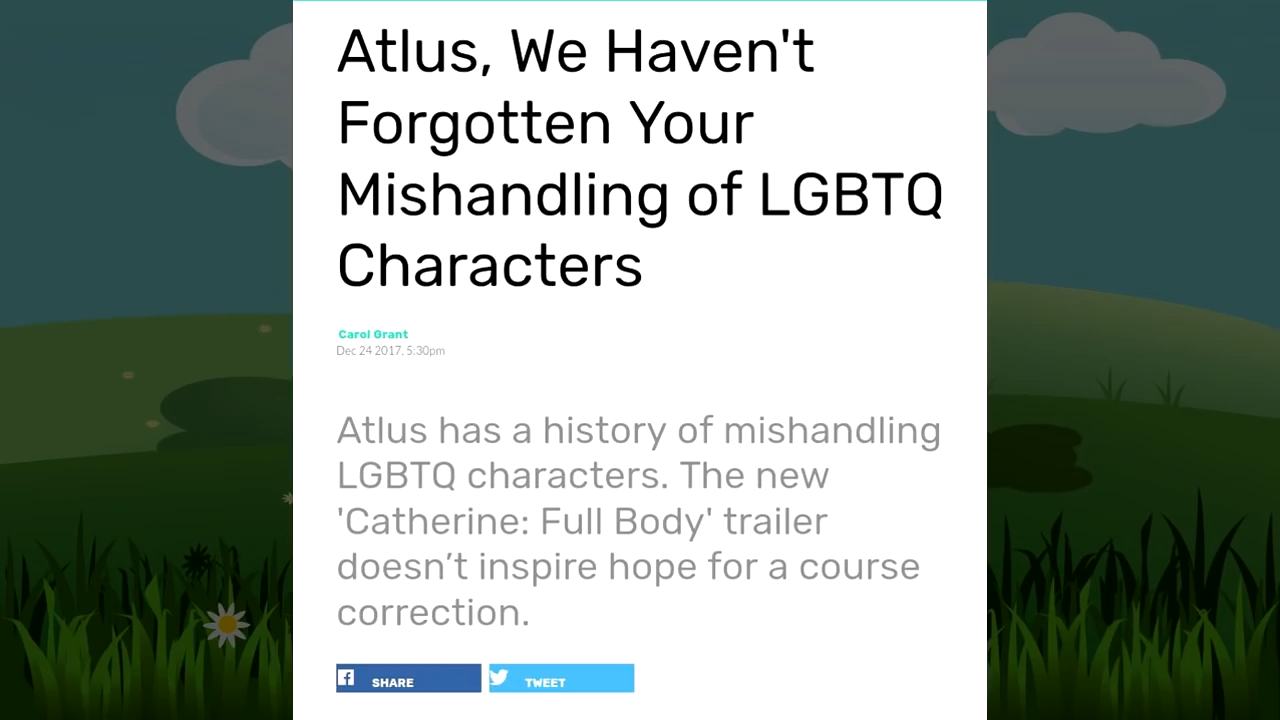 Atlus, We Haven't
Forgotten Your
Mishandling of LGBTQ
Characters
Carol Grant
Dec 24 2017, 5:30pm
Atlus has a history of mishandling
LGBTQ characters. The new
'Catherine: Full Body' trailer
doesn’t inspire hope for a course
correction.
SHARE TWEET